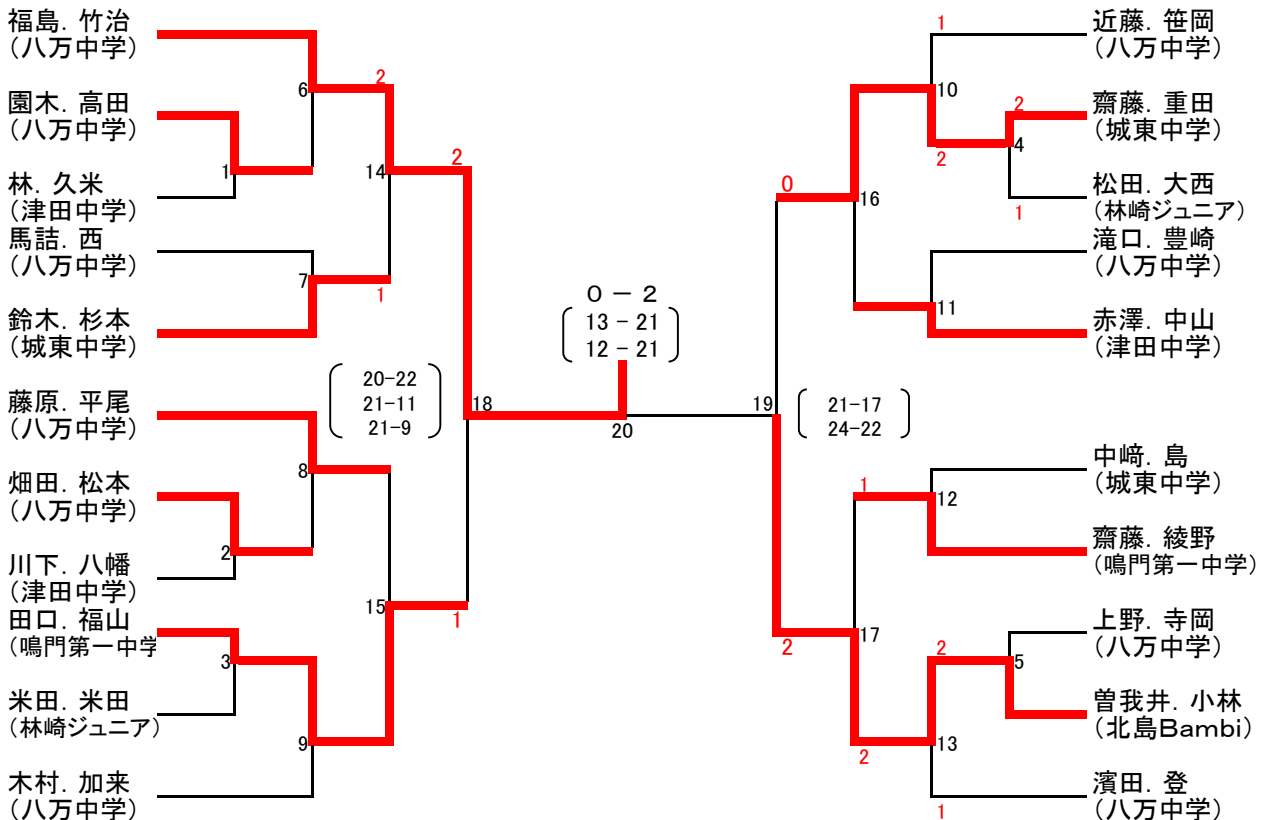 福島．竹治
（八万中学）
園木．高田
（八万中学）
林．久米
（津田中学）
馬詰．西
（八万中学）
鈴木．杉本
（城東中学）
藤原．平尾
（八万中学）
畑田．松本
（八万中学）
川下．八幡
（津田中学）
田口．福山
（鳴門第一中学
米田．米田
（林崎ジュニア）
木村．加来
（八万中学）
1
2
3
6
7
8
9
2
14
1
15
2
18
1
20-22
21-11
21-9
０－２
13－21
12－21
20
19
21-17
24-22
0
2
16
1
17
2
1
10
2
11
12
2
13
1
2
4
1
5
近藤．笹岡
（八万中学）
齋藤．重田
（城東中学）
松田．大西
（林崎ジュニア）
滝口．豊崎
（八万中学）
赤澤．中山
（津田中学）
中﨑．島
（城東中学）
齋藤．綾野
（鳴門第一中学）
上野．寺岡
（八万中学）
曽我井．小林
（北島Bambi）
濱田．登
（八万中学）